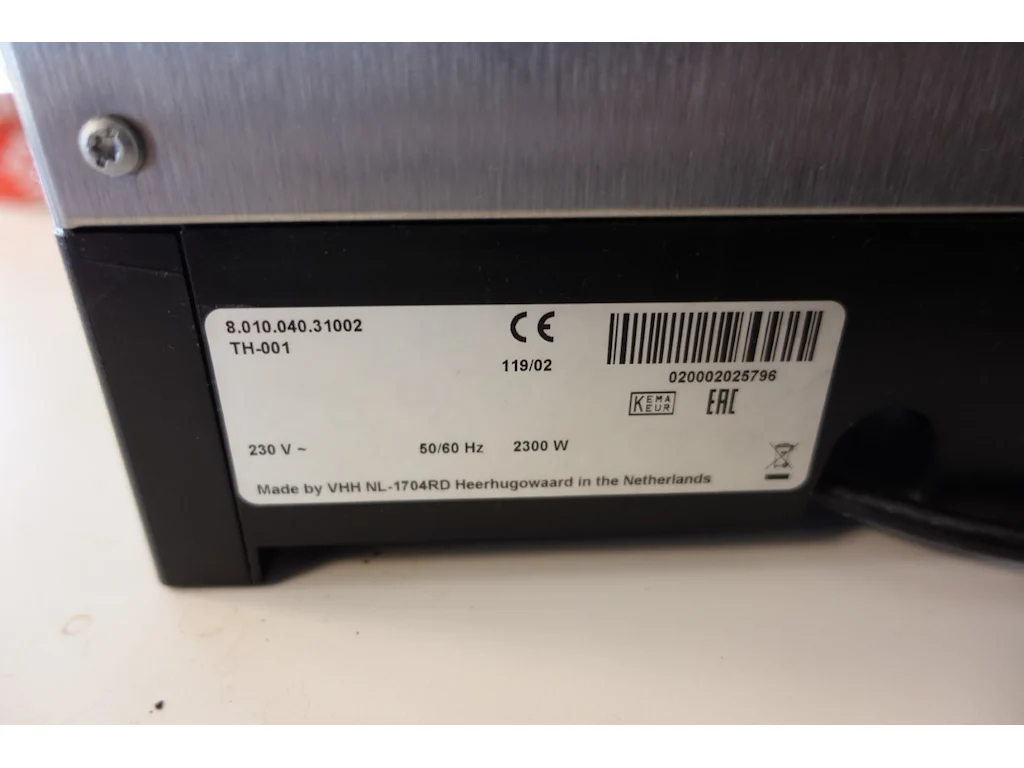 8.010.040.31002
TH-001
CE
119/02
020002025796
KEMA
KEUR
EAC
230 V ~ 50/60 Hz 2300 W
Made by VHH NL-1704RD Heerhugowaard in the Netherlands